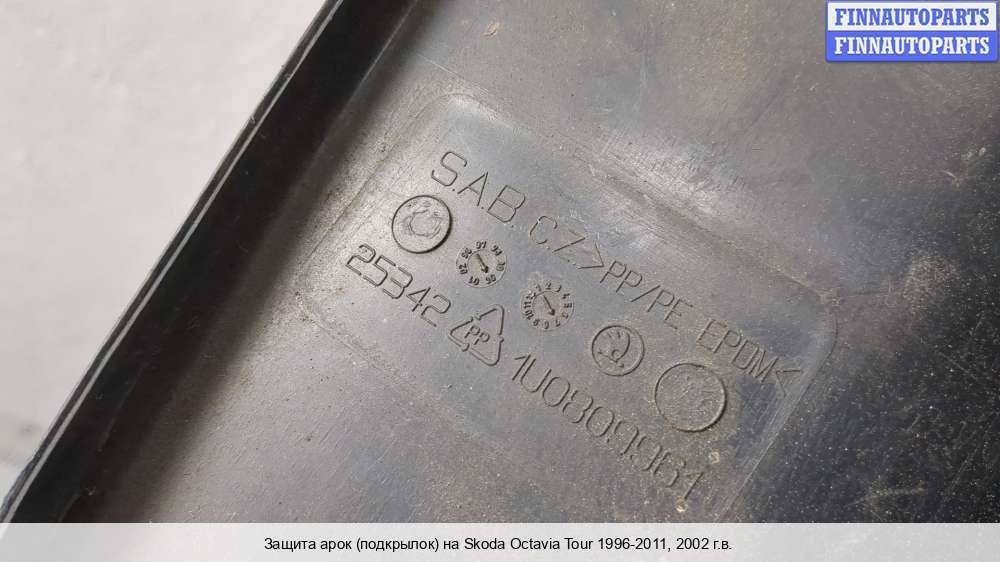 FINNAUTOPARTS
FINNAUTOPARTS
S.A.B. CZ >PP/PE EPDM<
25342 PP 1U0809961
Защита арок (подкрылок) на Skoda Octavia Tour 1996-2011, 2002 г.в.